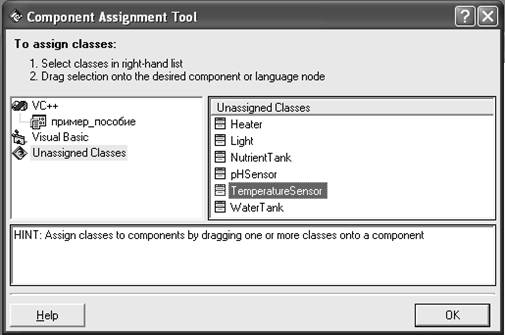 Component Assignment Tool
To assign classes:
1. Select classes in right-hand list
2. Drag selection onto the desired component or language node
VC++
пример_пособие
Visual Basic
Unassigned Classes
Unassigned Classes
Heater
Light
NutrientTank
pHSensor
TemperatureSensor
WaterTank
HINT: Assign classes to components by dragging one or more classes onto a component
Help
OK